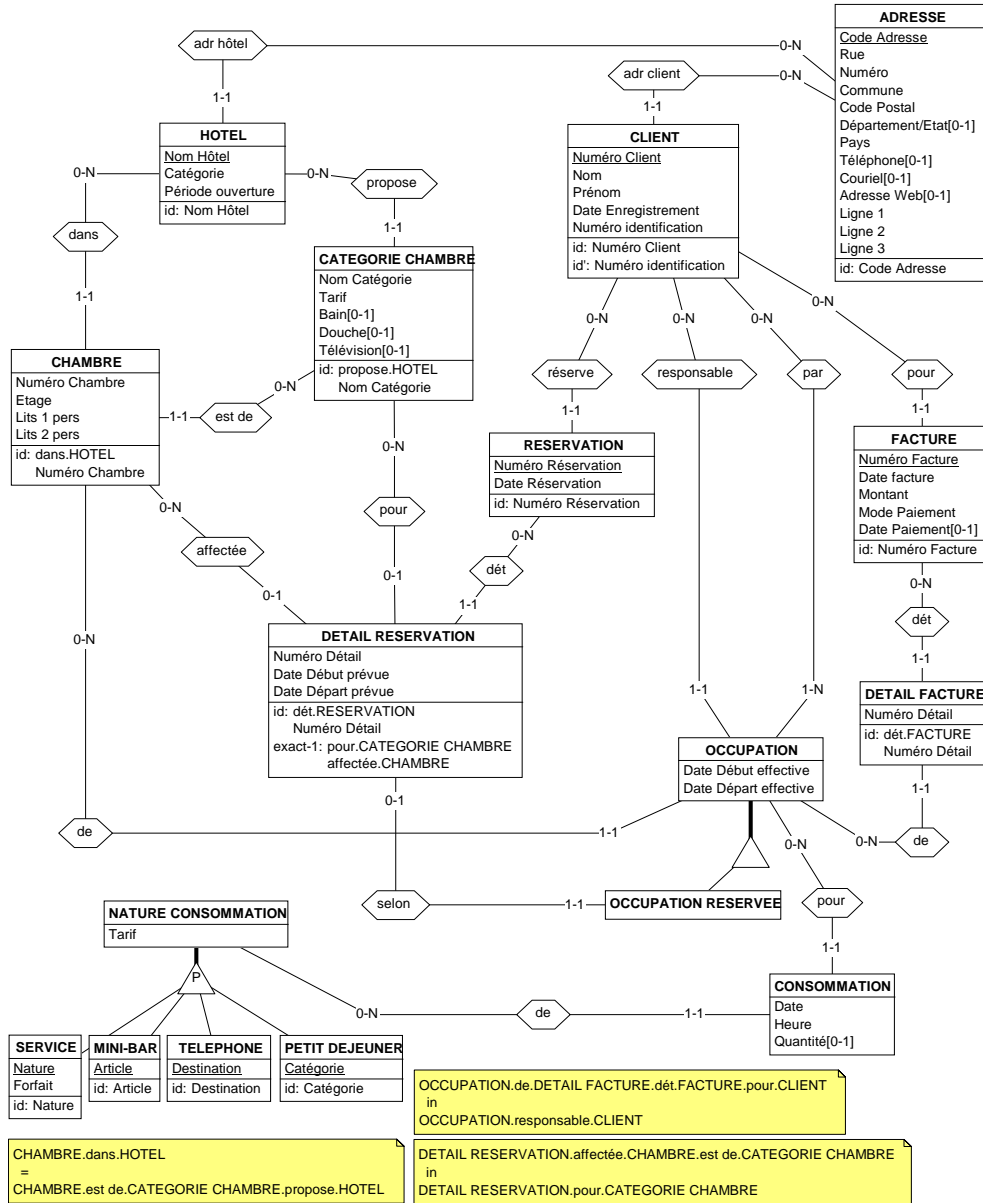 adr hôtel
0-N
1-1
adr client
0-N
1-1
ADRESSE
Code Adresse
Rue
Numéro
Commune
Code Postal
Département/Etat[0-1]
Pays
Téléphone[0-1]
Couriel[0-1]
Adresse Web[0-1]
Ligne 1
Ligne 2
Ligne 3
id: Code Adresse
HOTEL
Nom Hôtel
Catégorie
Période ouverture
id: Nom Hôtel
0-N
dans
1-1
0-N
propose
1-1
CLIENT
Numéro Client
Nom
Prénom
Date Enregistrement
Numéro identification
id: Numéro Client
id': Numéro identification
CATEGORIE CHAMBRE
Nom Catégorie
Tarif
Bain[0-1]
Douche[0-1]
Télévision[0-1]
id: propose.HOTEL
Nom Catégorie
CHAMBRE
Numéro Chambre
Etage
Lits 1 pers
Lits 2 pers
id: dans.HOTEL
Numéro Chambre
1-1
est de
0-N
0-N
réserve
1-1
0-N
responsable
1-1
0-N
par
1-N
0-N
pour
1-1
RESERVATION
Numéro Réservation
Date Réservation
id: Numéro Réservation
FACTURE
Numéro Facture
Date facture
Montant
Mode Paiement
Date Paiement[0-1]
id: Numéro Facture
0-N
affectée
0-1
0-N
pour
0-1
0-N
dét
1-1
0-N
dét
1-1
DETAIL RESERVATION
Numéro Détail
Date Début prévue
Date Départ prévue
id: dét.RESERVATION
Numéro Détail
exact-1: pour.CATEGORIE CHAMBRE
affectée.CHAMBRE
DETAIL FACTURE
Numéro Détail
id: dét.FACTURE
Numéro Détail
OCCUPATION
Date Début effective
Date Départ effective
0-N
de
1-1
0-1
selon
1-1
OCCUPATION RESERVEE
1-1
de
0-N
0-N
pour
1-1
NATURE CONSOMMATION
Tarif
P
0-N
de
1-1
CONSOMMATION
Date
Heure
Quantité[0-1]
SERVICE
Nature
Forfait
id: Nature
MINI-BAR
Article
id: Article
TELEPHONE
Destination
id: Destination
PETIT DEJEUNER
Catégorie
id: Catégorie
OCCUPATION.de.DETAIL FACTURE.dét.FACTURE.pour.CLIENT
in
OCCUPATION.responsable.CLIENT
CHAMBRE.dans.HOTEL
=
CHAMBRE.est de.CATEGORIE CHAMBRE.propose.HOTEL
DETAIL RESERVATION.affectée.CHAMBRE.est de.CATEGORIE CHAMBRE
in
DETAIL RESERVATION.pour.CATEGORIE CHAMBRE